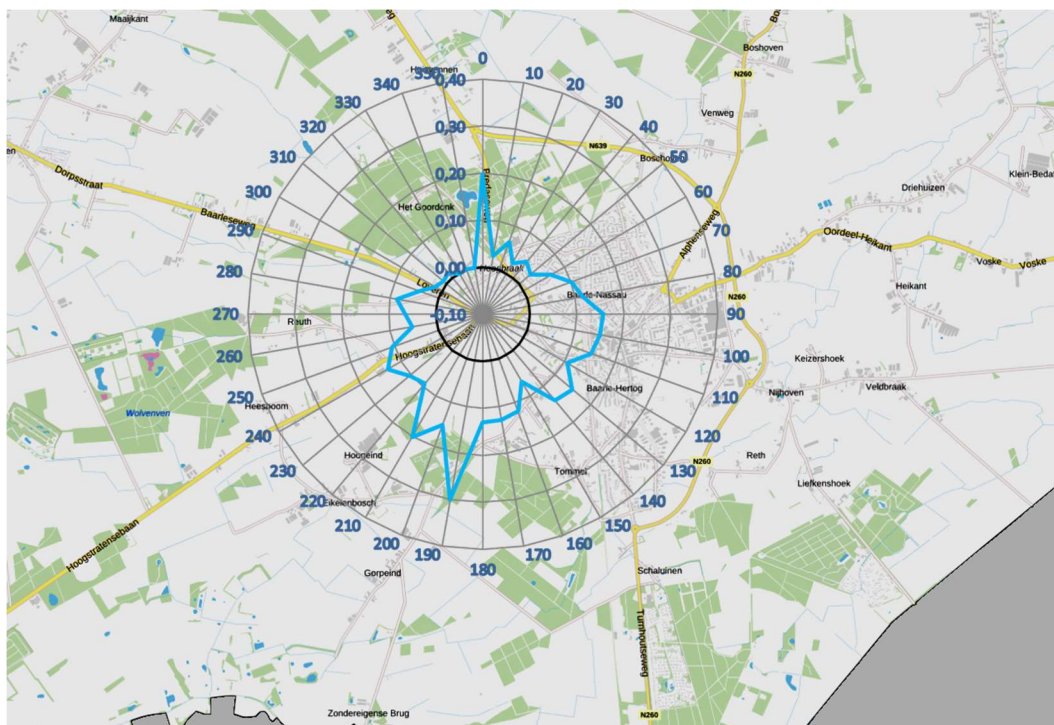 Maaijkant
Boshoven
N260
0
350
0,40
10
340
20
330
30
Venweg
320
0,30
40
N639
50
Boschoven
310
Klein-Bedaf
Dorpsstraat
0,20
Driehuizen
300
60
Baarleseweg
Het Goordonk
290
0,10
70
Alphenseweg
Oordeel-Heikant
280
0,00
80
Voske
Voske
Loveren
Heikant
Baarle-Nassau
N260
270
-0,10
90
Reuth
Hoogstratensebaan
260
100
Keizershoek
Baarle-Hertog
Veldbraak
110
Nijhoven
250
Heesboom
Wolvenven
240
120
Hooneind
Reth
N260
230
130
Tommel
Liefkenshoek
220
140
Eikelenbosch
210
150
Hoogstratensebaan
200
160
190
170
180
Gorpeind
Schaluinen
Turnhoutseweg
Zondereigense Brug
N260